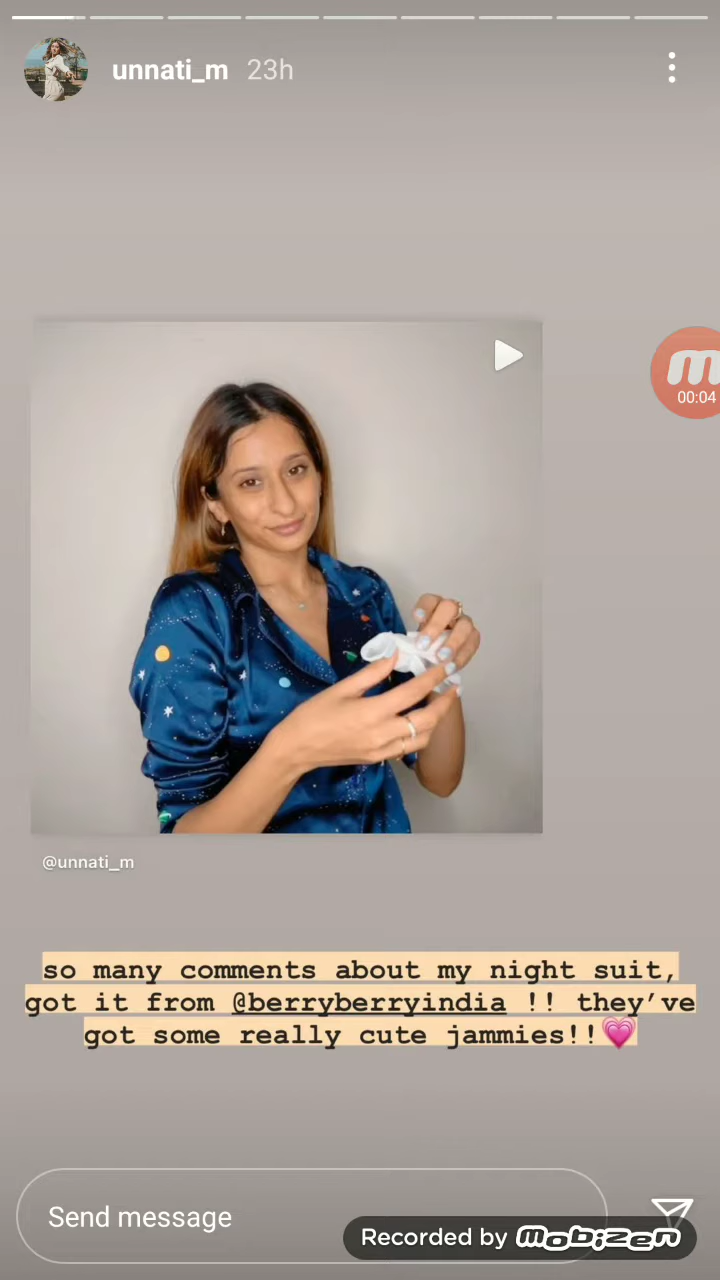 unnati_m 23h
m
00:04
@unnati_m
so many comments about my night suit,
got it from @berryberryindia !! they’ve
got some really cute jammies!!💗
Send message
Recorded by mobizen